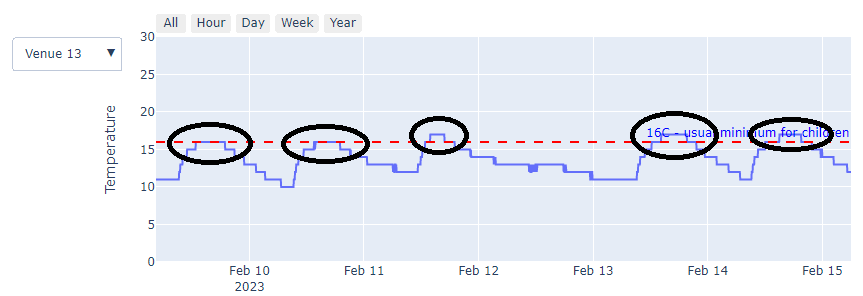 All Hour Day Week Year
Venue 13 ▼
Temperature
30
25
20
15
10
5
0
16C - usual minimum for children
Feb 10 Feb 11 Feb 12 Feb 13 Feb 14 Feb 15
2023